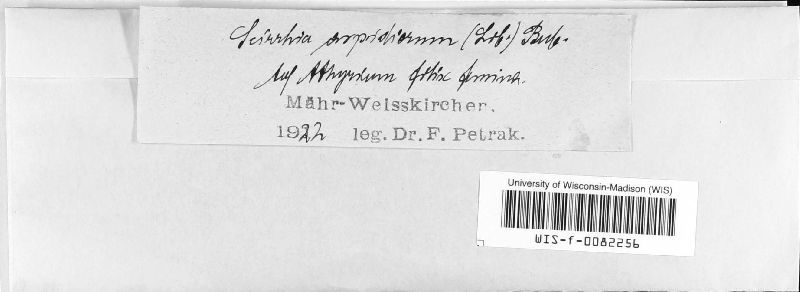 Scirrhia aspidiorum (Lib.) Bub.
Auf Athyrium filix femina.
Mähr-Weisskirchen.
1922 leg. Dr. F. Petrak.
University of Wisconsin-Madison (WIS)
WIS-f-0082256